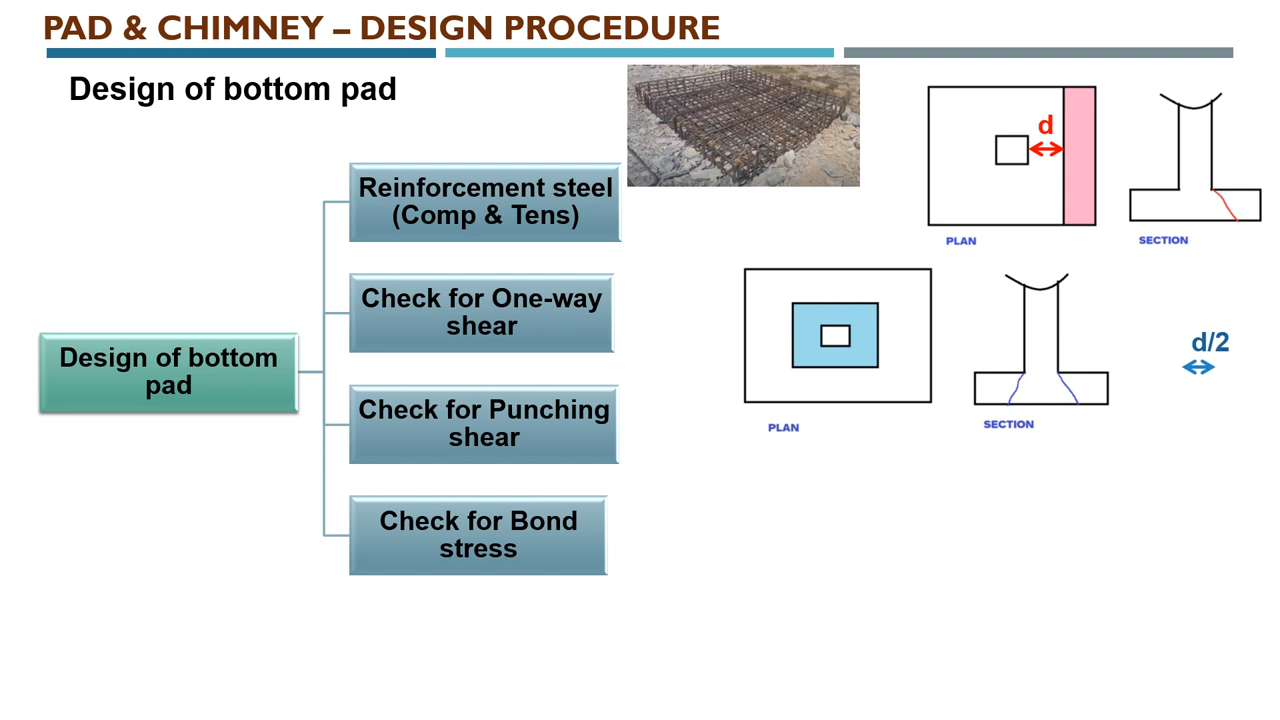 PAD & CHIMNEY – DESIGN PROCEDURE
Design of bottom pad
Design of bottom
pad
Reinforcement steel
(Comp & Tens)
Check for One-way
shear
Check for Punching
shear
Check for Bond
stress
d
PLAN
SECTION
d/2
PLAN
SECTION